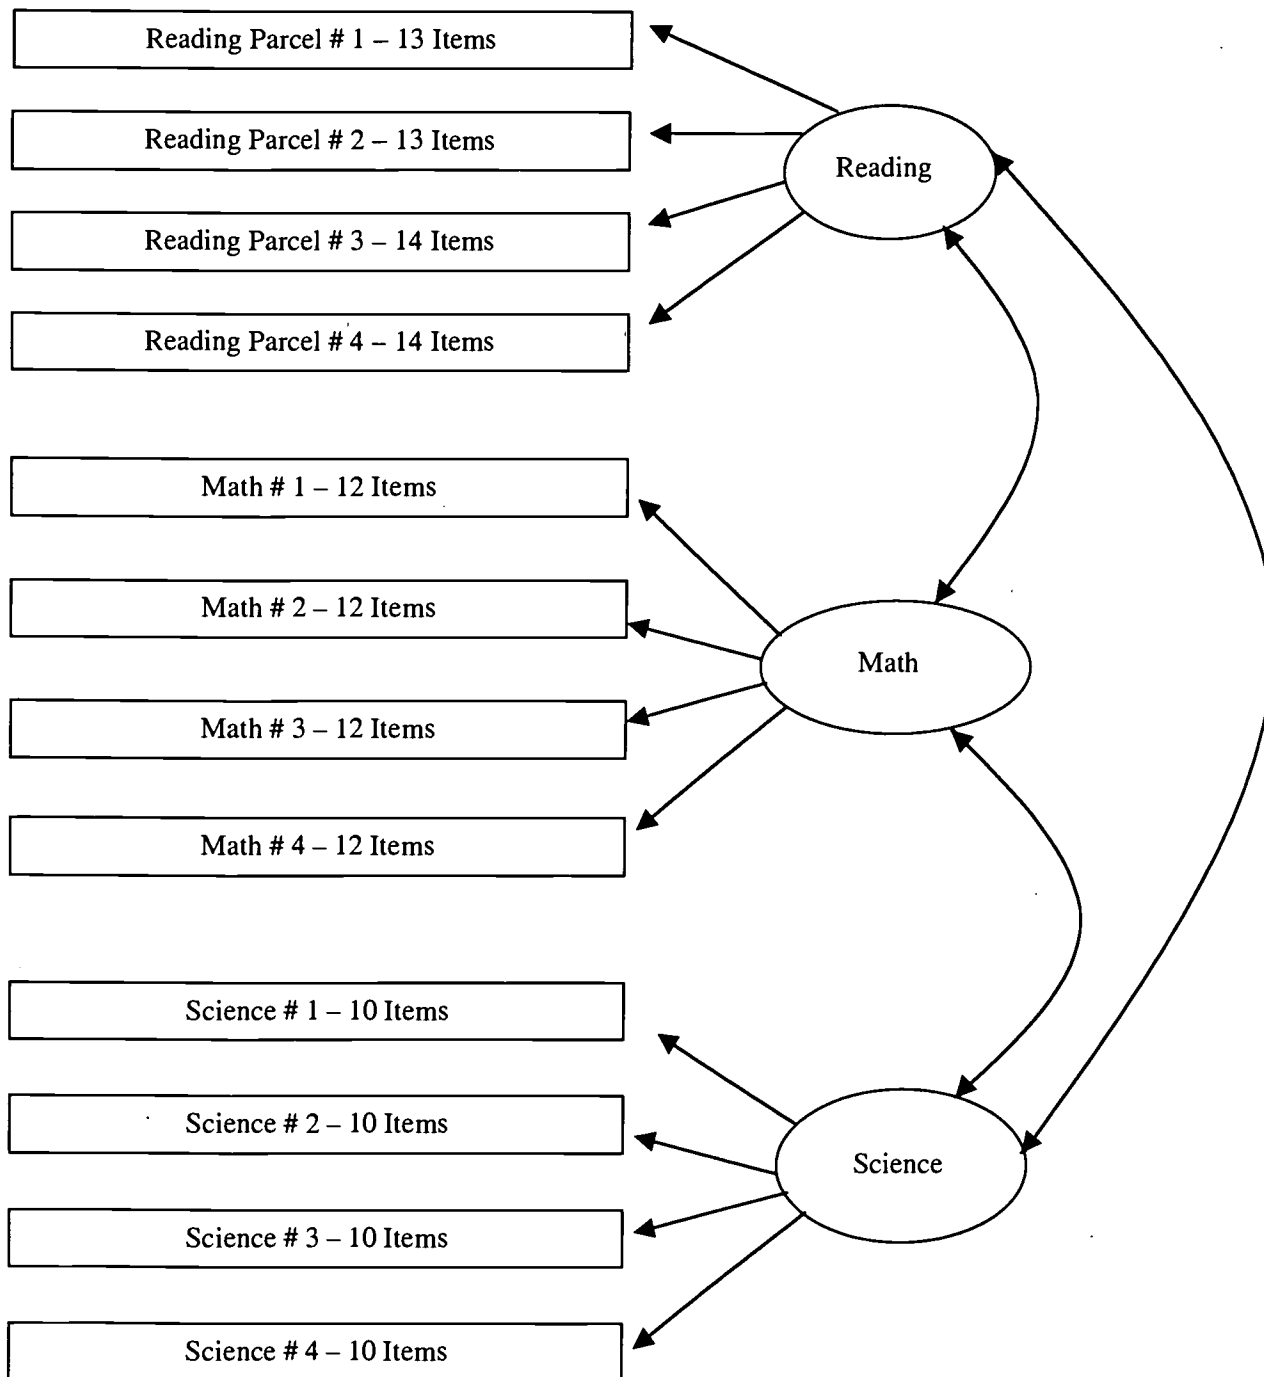 Reading Parcel # 1 – 13 Items
Reading Parcel # 2 – 13 Items
Reading
Reading Parcel # 3 – 14 Items
Reading Parcel # 4 – 14 Items
Math # 1 – 12 Items
Math # 2 – 12 Items
Math
Math # 3 – 12 Items
Math # 4 – 12 Items
Science # 1 – 10 Items
Science # 2 – 10 Items
Science
Science # 3 – 10 Items
Science # 4 – 10 Items